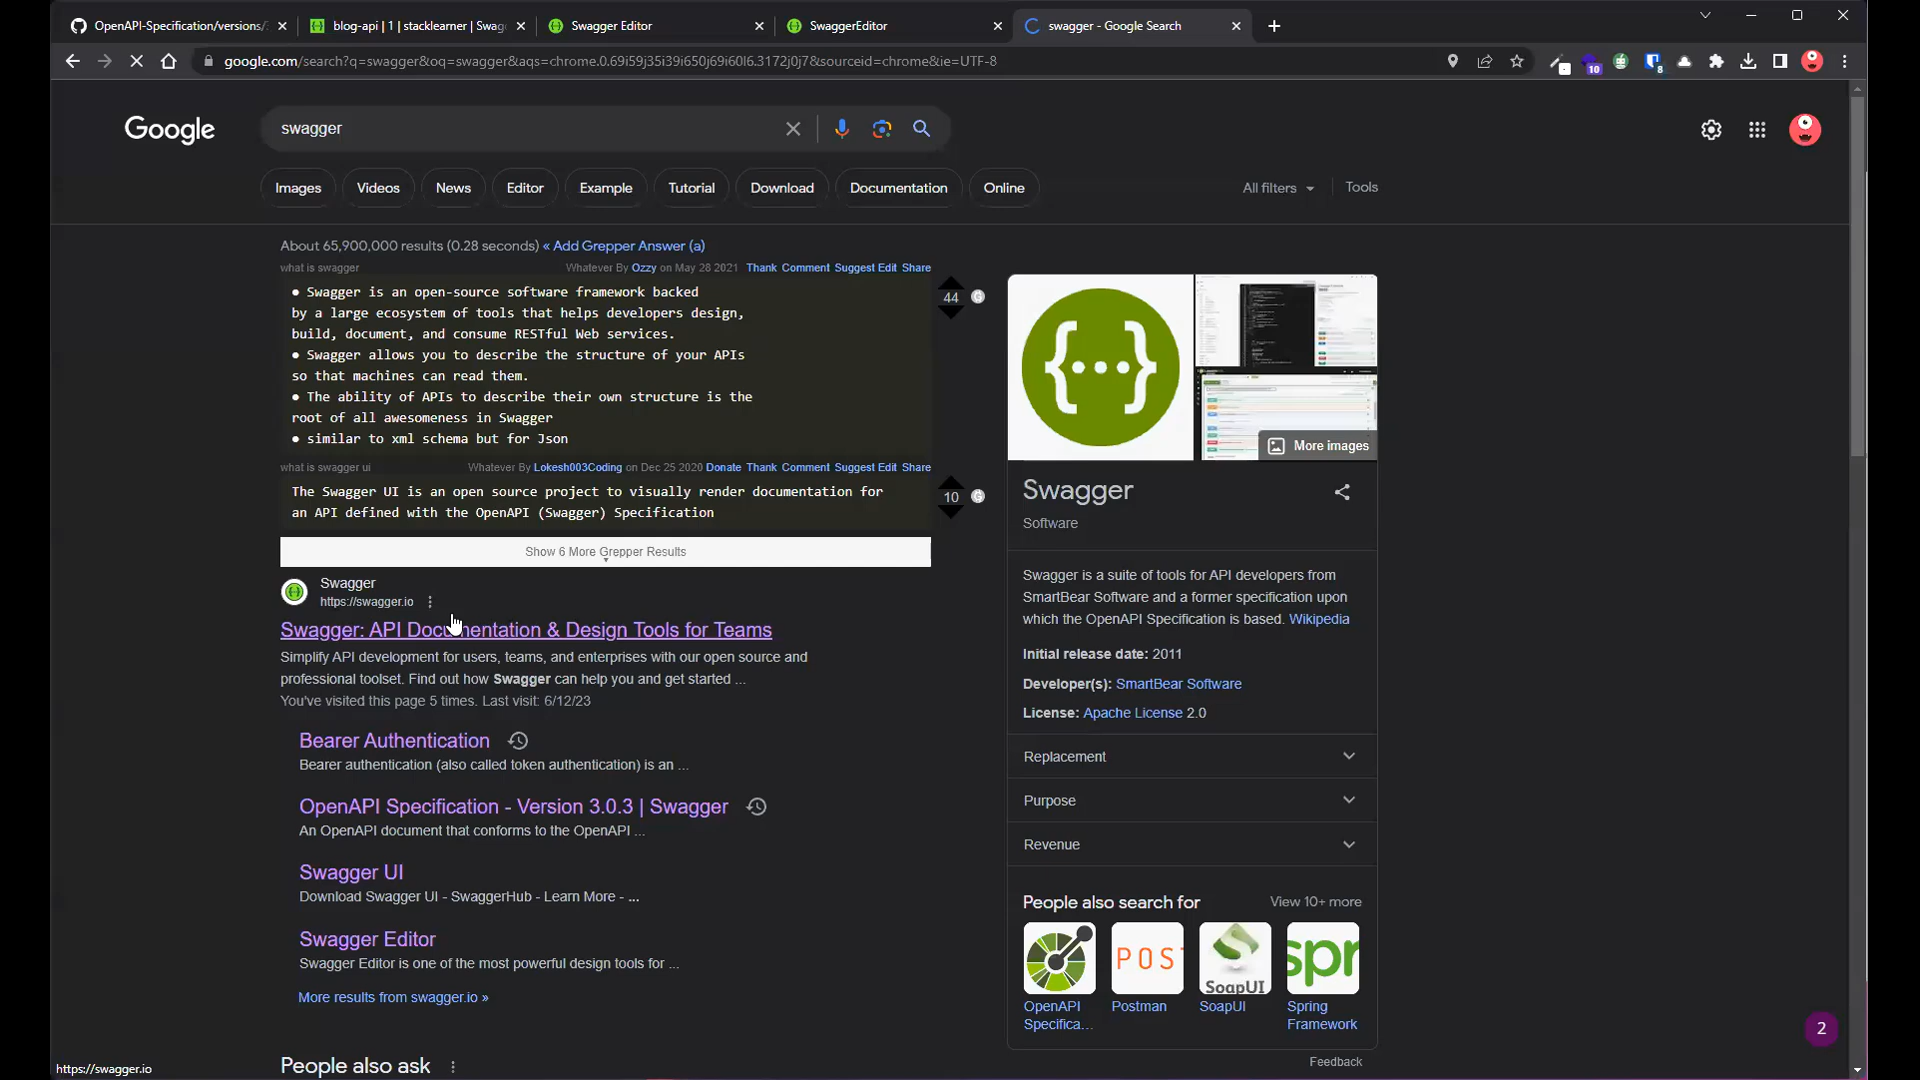 OpenAPI-Specification/versions/
blog-api | 1 | stacklearner | Swag
Swagger Editor
SwaggerEditor
swagger - Google Search
google.com/search?q=swagger&oq=swagger&aqs=chrome.0.69i59j35i39i650j69i60l6.3172j0j7&sourceid=chrome&ie=UTF-8
10
8
Google
swagger
Images
Videos
News
Editor
Example
Tutorial
Download
Documentation
Online
All filters
Tools
About 65,900,000 results (0.28 seconds) « Add Grepper Answer (a)
what is swagger
Whatever By Ozzy on May 28 2021 Thank Comment Suggest Edit Share
● Swagger is an open-source software framework backed
by a large ecosystem of tools that helps developers design,
build, document, and consume RESTful Web services.
● Swagger allows you to describe the structure of your APIs
so that machines can read them.
● The ability of APIs to describe their own structure is the
root of all awesomeness in Swagger
● similar to xml schema but for Json
44
what is swagger ui
Whatever By Lokesh003Coding on Dec 25 2020 Donate Thank Comment Suggest Edit Share
The Swagger UI is an open source project to visually render documentation for
an API defined with the OpenAPI (Swagger) Specification
10
Show 6 More Grepper Results
Swagger
https://swagger.io
Swagger: API Documentation & Design Tools for Teams
Simplify API development for users, teams, and enterprises with our open source and
professional toolset. Find out how Swagger can help you and get started ...
You've visited this page 5 times. Last visit: 6/12/23
Bearer Authentication
Bearer authentication (also called token authentication) is an ...
OpenAPI Specification - Version 3.0.3 | Swagger
An OpenAPI document that conforms to the OpenAPI ...
Swagger UI
Download Swagger UI - SwaggerHub - Learn More - ...
Swagger Editor
Swagger Editor is one of the most powerful design tools for ...
More results from swagger.io »
People also ask
{...}
More images
Swagger
Software
Swagger is a suite of tools for API developers from
SmartBear Software and a former specification upon
which the OpenAPI Specification is based. Wikipedia
Initial release date: 2011
Developer(s): SmartBear Software
License: Apache License 2.0
Replacement
Purpose
Revenue
People also search for
View 10+ more
POS
SoapUI
spr
OpenAPI
Specifica...
Postman
SoapUI
Spring
Framework
Feedback
2
https://swagger.io